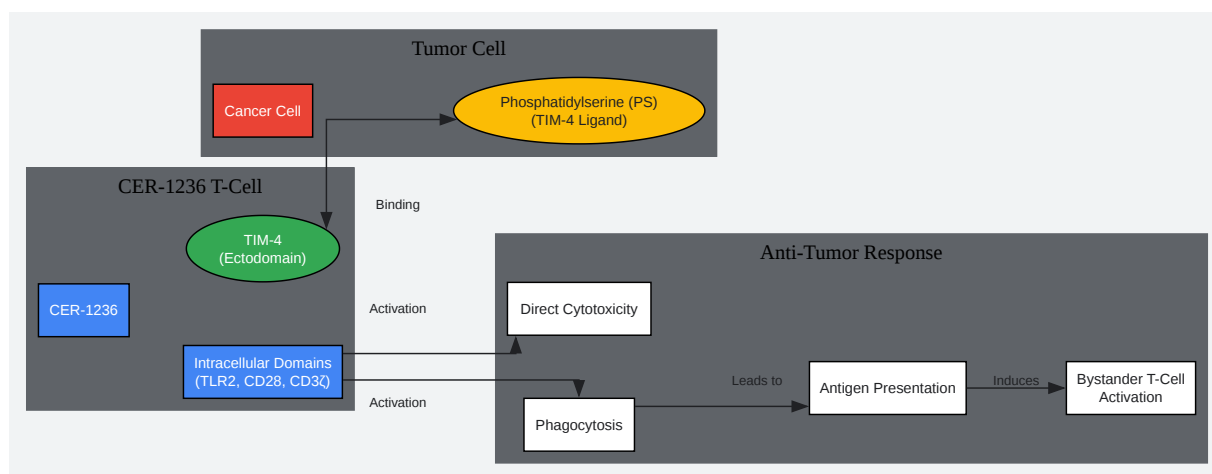 Tumor Cell
Cancer Cell
Phosphatidylserine (PS)
(TIM-4 Ligand)
CER-1236 T-Cell
Binding
TIM-4
(Ectodomain)
Anti-Tumor Response
CER-1236
Activation
Direct Cytotoxicity
Intracellular Domains
(TLR2, CD28, CD3ζ)
Activation
Phagocytosis
Leads to
Antigen Presentation
Induces
Bystander T-Cell
Activation